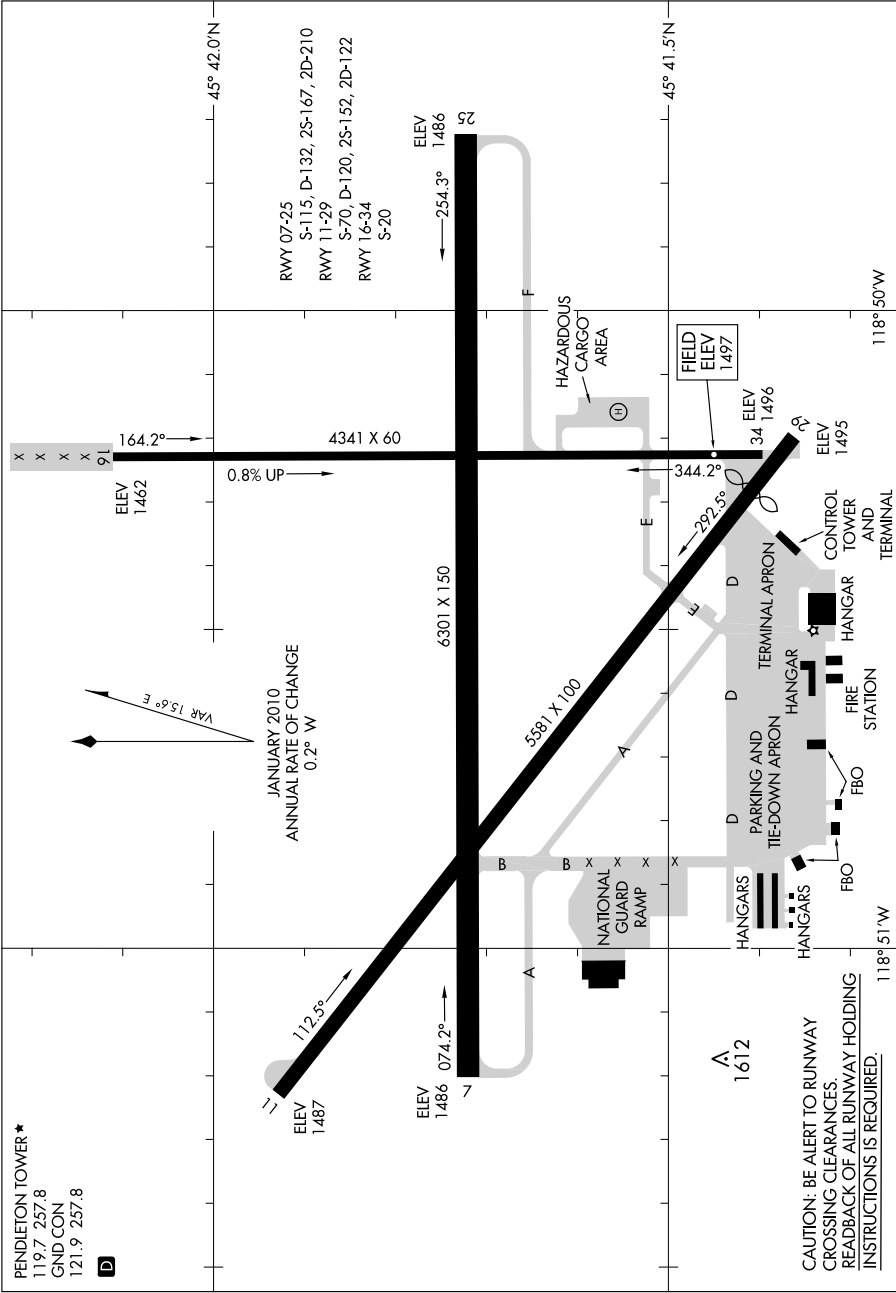 PENDLETON TOWER ★
119.7 257.8
GND CON
121.9 257.8
D
45° 42.0'N
45° 41.5'N
118° 50'W
118° 51'W
RWY 07-25
S-115, D-132, 2S-167, 2D-210
RWY 11-29
S-70, D-120, 2S-152, 2D-122
RWY 16-34
S-20
X
X
X
X
16
164.2°
ELEV
1462
0.8% UP
4341 X 60
ELEV
1486
25
254.3°
VAR 15.6° E
JANUARY 2010
ANNUAL RATE OF CHANGE
0.2° W
6301 X 150
F
HAZARDOUS
CARGO
AREA
H
FIELD
ELEV
1497
344.2°
34
ELEV
1496
29
ELEV
1495
292.5°
E
E
5581 X 100
11
112.5°
ELEV
1487
ELEV
1486
074.2°
7
A
A
B
B
X
X
X
X
NATIONAL
GUARD
RAMP
D
D
D
TERMINAL APRON
PARKING AND
TIE-DOWN APRON
CONTROL
TOWER
AND
TERMINAL
HANGAR
HANGAR
FIRE
STATION
FBO
FBO
HANGARS
HANGARS
1612
CAUTION: BE ALERT TO RUNWAY
CROSSING CLEARANCES.
READBACK OF ALL RUNWAY HOLDING
INSTRUCTIONS IS REQUIRED.